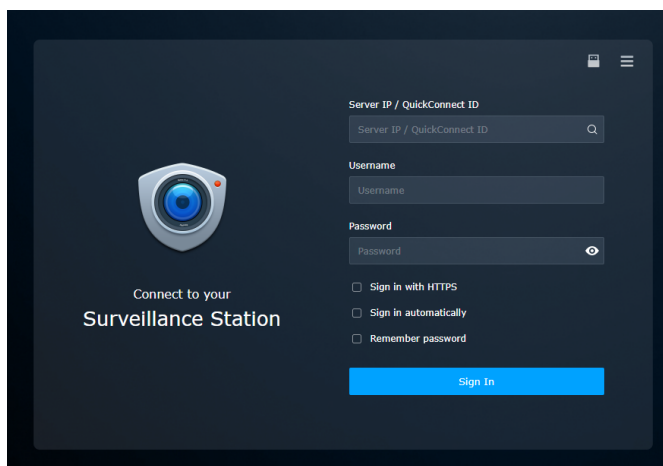 Server IP / QuickConnect ID
Server IP / QuickConnect ID
Username
Username
Password
Password
Connect to your
Surveillance Station
Sign in with HTTPS
Sign in automatically
Remember password
Sign In